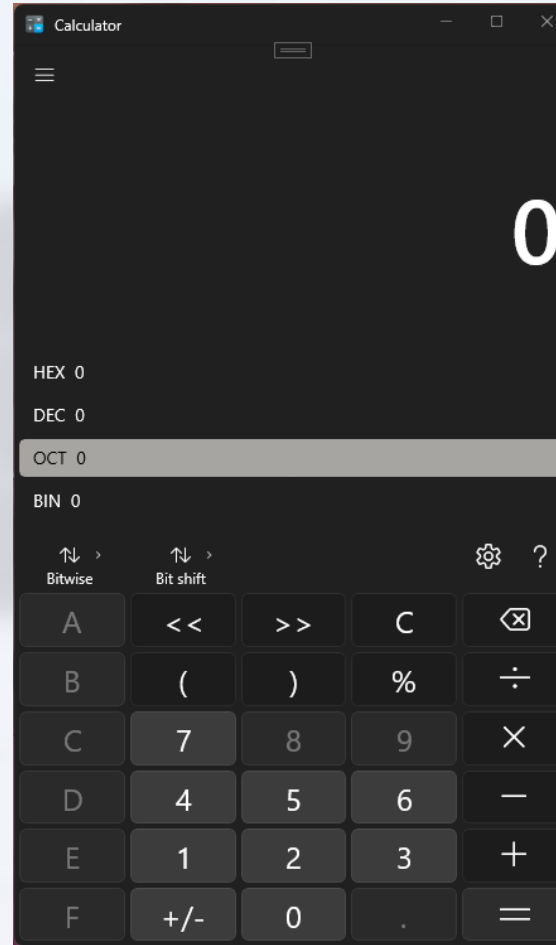 Calculator
0
HEX 0
DEC 0
OCT 0
BIN 0
Bitwise
Bit shift
?
A << >> C
B ( ) % ÷
C 7 8 9 ×
D 4 5 6 −
E 1 2 3 +
F +/- 0 . =